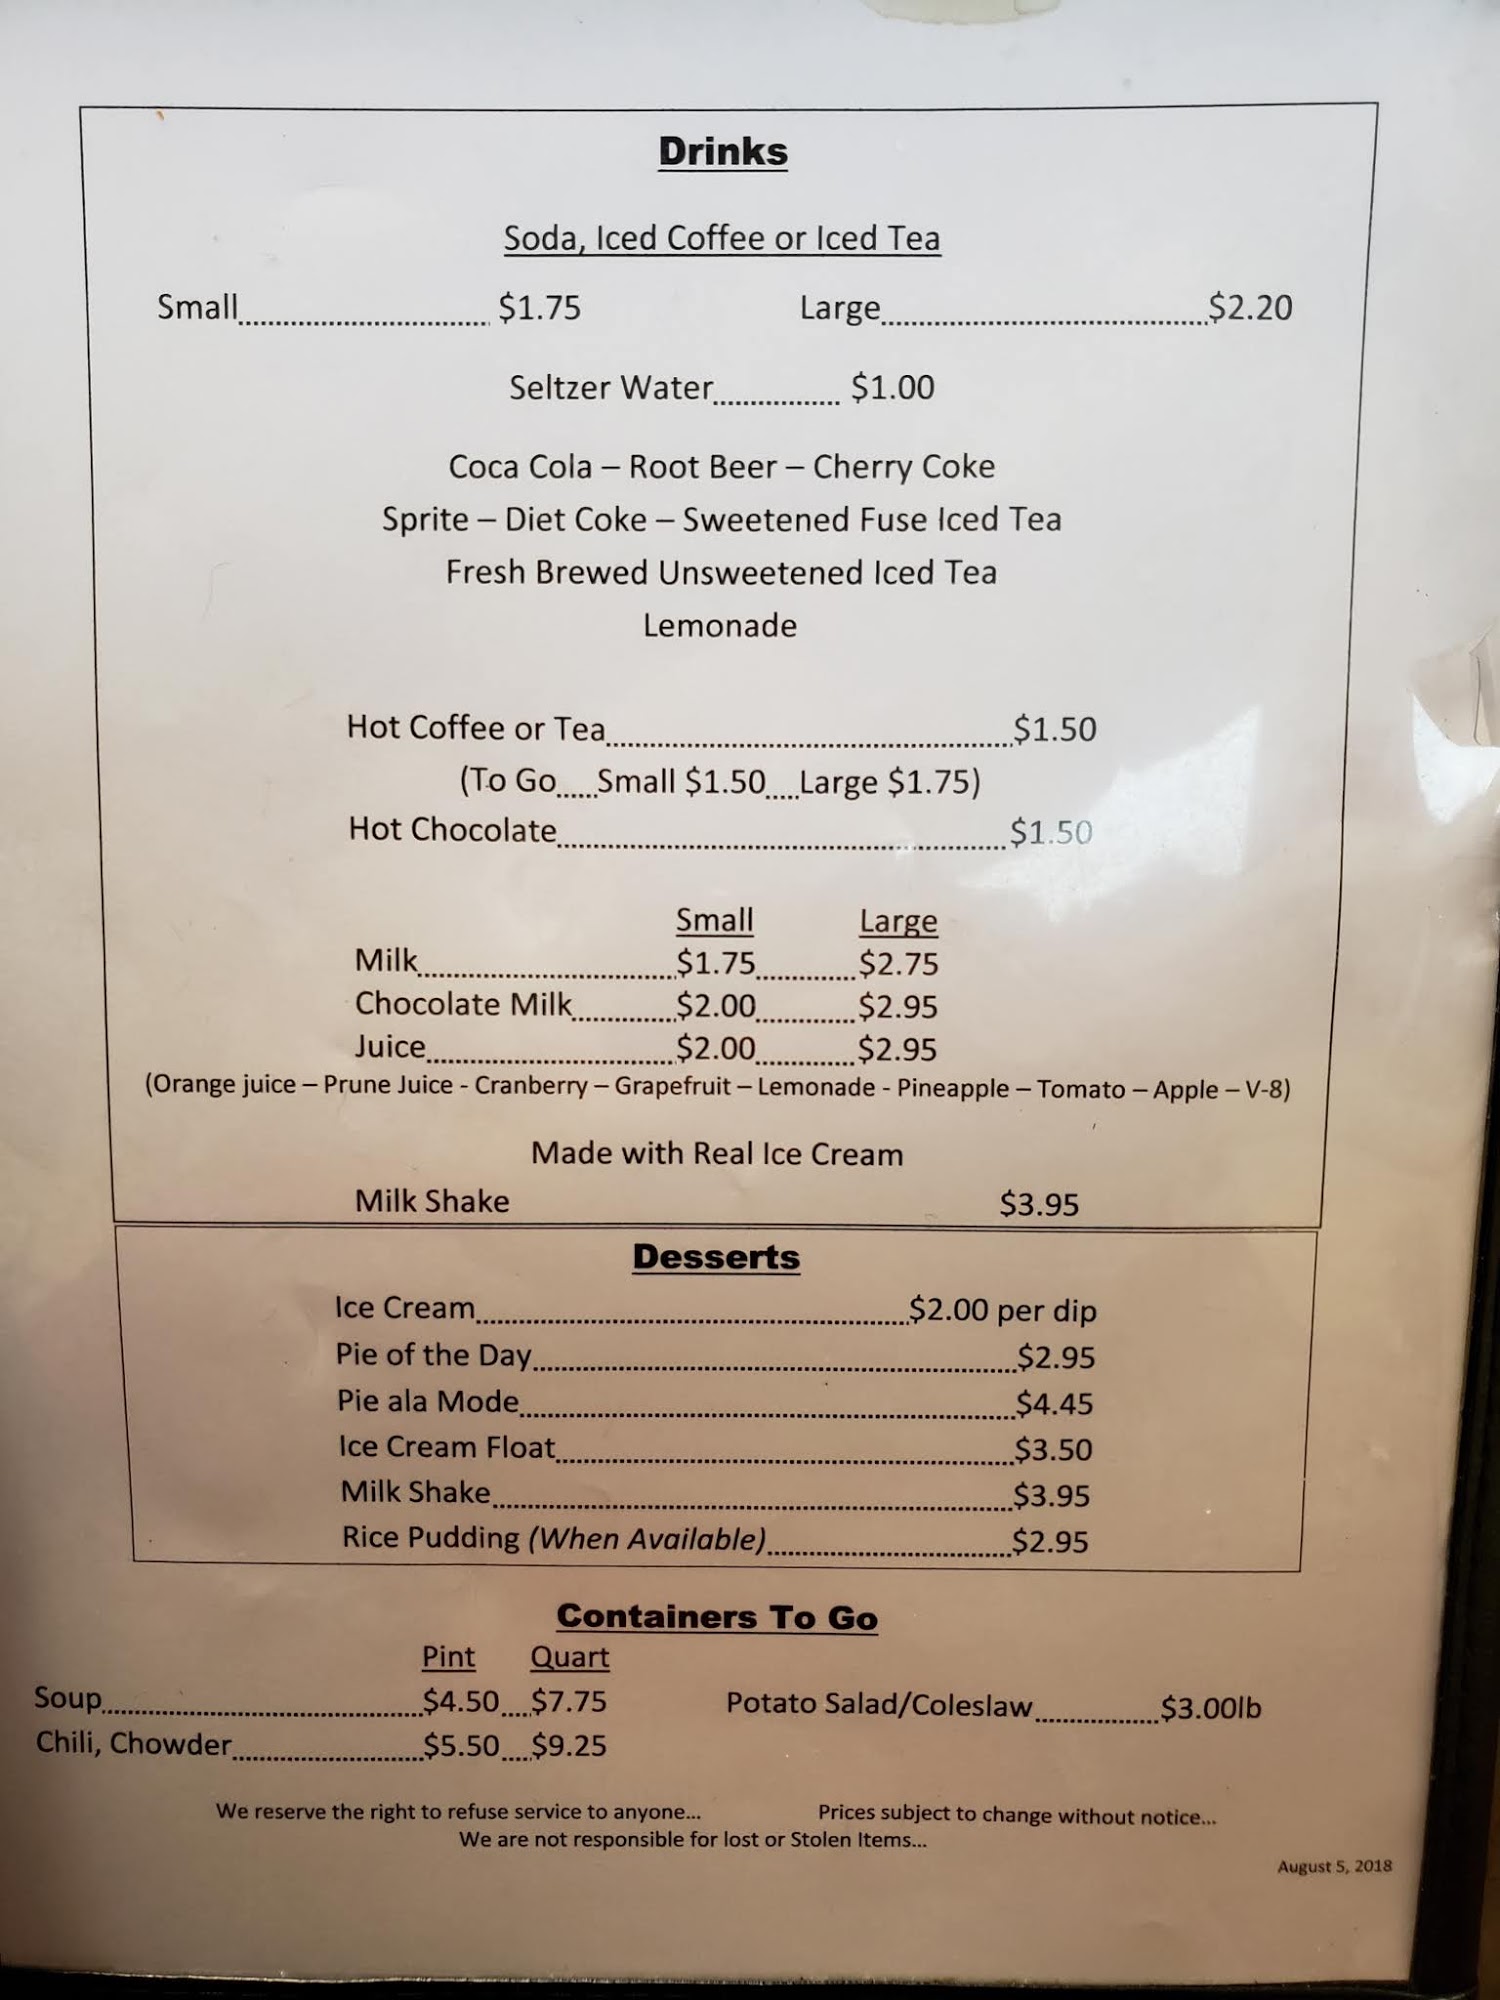 Drinks
Soda, Iced Coffee or Iced Tea
Small.............................. $1.75 Large........................................$2.20
Seltzer Water................ $1.00
Coca Cola – Root Beer – Cherry Coke
Sprite – Diet Coke – Sweetened Fuse Iced Tea
Fresh Brewed Unsweetened Iced Tea
Lemonade
Hot Coffee or Tea..................................................$1.50
(To Go.....Small $1.50....Large $1.75)
Hot Chocolate.......................................................$1.50
Small Large
Milk................................$1.75............$2.75
Chocolate Milk.............$2.00............$2.95
Juice...............................$2.00............$2.95
(Orange juice – Prune Juice - Cranberry – Grapefruit – Lemonade - Pineapple – Tomato – Apple – V-8)
Made with Real Ice Cream
Milk Shake $3.95
Desserts
Ice Cream.....................................................$2.00 per dip
Pie of the Day...........................................................$2.95
Pie ala Mode.............................................................$4.45
Ice Cream Float........................................................$3.50
Milk Shake................................................................$3.95
Rice Pudding (When Available)..............................$2.95
Containers To Go
Pint Quart
Soup.......................................$4.50....$7.75 Potato Salad/Coleslaw...............$3.00lb
Chili, Chowder.......................$5.50....$9.25
We reserve the right to refuse service to anyone... Prices subject to change without notice...
We are not responsible for lost or Stolen Items...
August 5, 2018